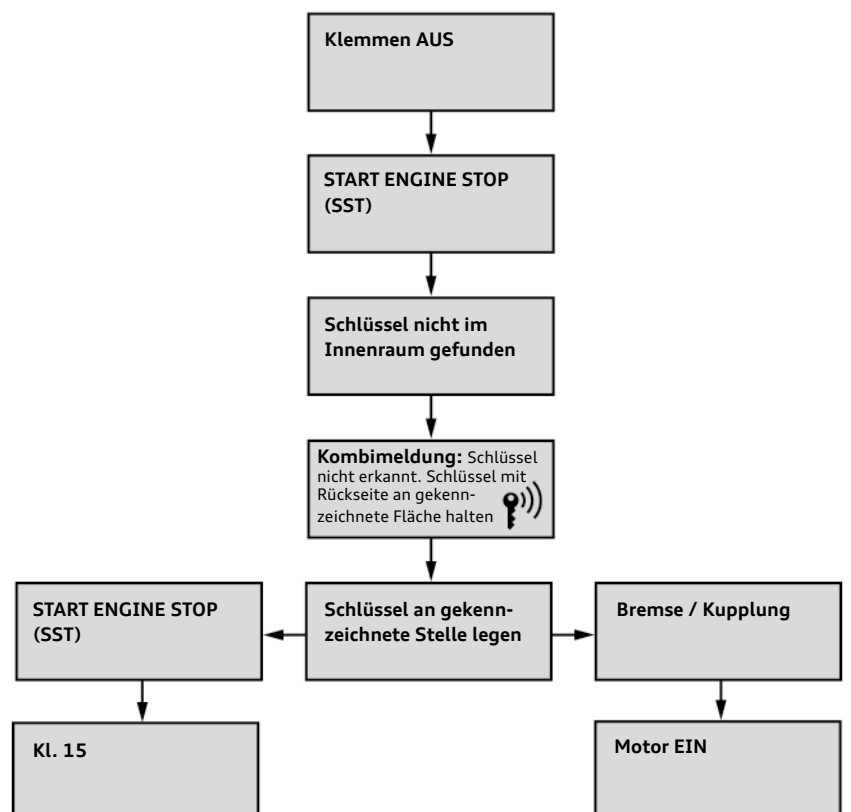 Klemmen AUS
START ENGINE STOP
(SST)
Schlüssel nicht im
Innenraum gefunden
Kombimeldung: Schlüssel
nicht erkannt. Schlüssel mit
Rückseite an gekenn-
zeichnete Fläche halten
START ENGINE STOP
(SST)
Schlüssel an gekenn-
zeichnete Stelle legen
Bremse / Kupplung
Kl. 15
Motor EIN